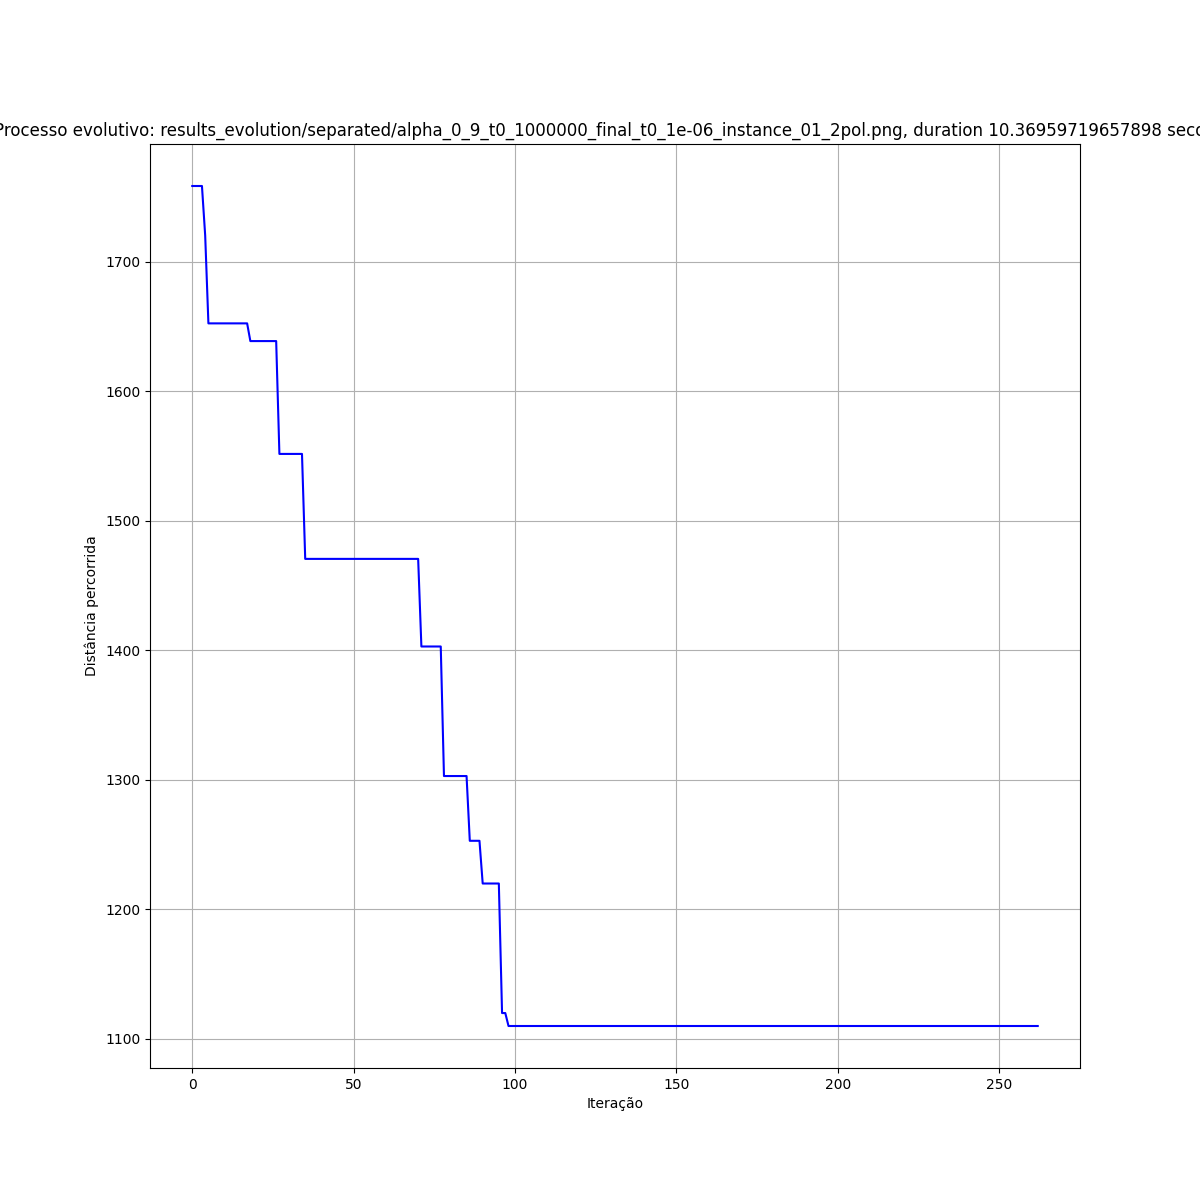 Processo evolutivo: results_evolution/separated/alpha_0_9_t0_1000000_final_t0_1e-06_instance_01_2pol.png, duration 10.36959719657898
1700
1600
1500
1400
1300
1200
1100
Distância percorrida
0 50 100 150 200 250
Iteração